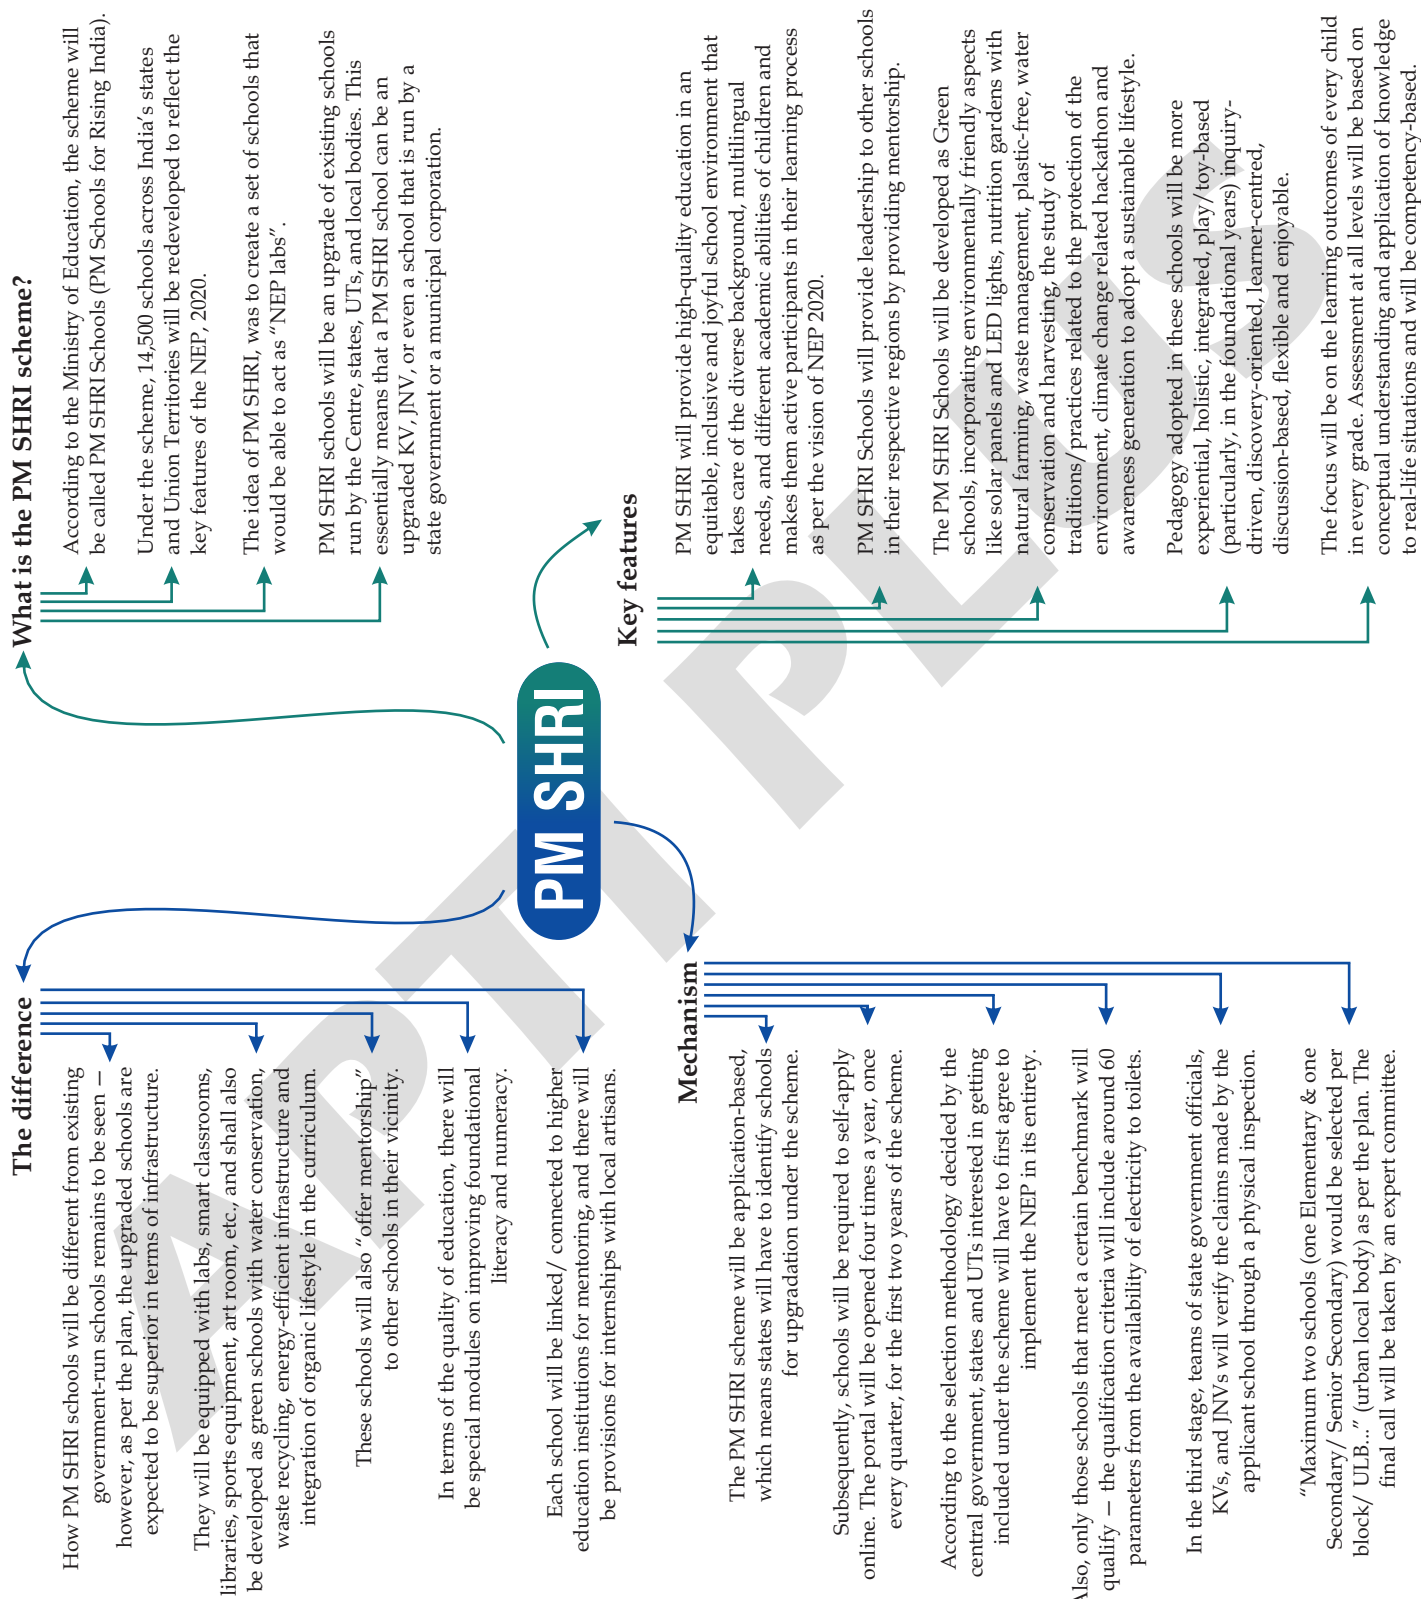 PM SHRI
What is the PM SHRI scheme?
According to the Ministry of Education, the scheme will
be called PM SHRI Schools (PM Schools for Rising India).
Under the scheme, 14,500 schools across India's states
and Union Territories will be redeveloped to reflect the
key features of the NEP, 2020.
The idea of PM SHRI, was to create a set of schools that
would be able to act as “NEP labs”.
PM SHRI schools will be an upgrade of existing schools
run by the Centre, states, UTs, and local bodies. This
essentially means that a PM SHRI school can be an
upgraded KV, JNV, or even a school that is run by a
state government or a municipal corporation.
Key features
PM SHRI will provide high-quality education in an
equitable, inclusive and joyful school environment that
takes care of the diverse background, multilingual
needs, and different academic abilities of children and
makes them active participants in their learning process
as per the vision of NEP 2020.
PM SHRI Schools will provide leadership to other schools
in their respective regions by providing mentorship.
The PM SHRI Schools will be developed as Green
schools, incorporating environmentally friendly aspects
like solar panels and LED lights, nutrition gardens with
natural farming, waste management, plastic-free, water
conservation and harvesting, the study of
traditions/practices related to the protection of the
environment, climate change related hackathon and
awareness generation to adopt a sustainable lifestyle.
Pedagogy adopted in these schools will be more
experiential, holistic, integrated, play/toy-based
(particularly, in the foundational years) inquiry-
driven, discovery-oriented, learner-centred,
discussion-based, flexible and enjoyable.
The focus will be on the learning outcomes of every child
in every grade. Assessment at all levels will be based on
conceptual understanding and application of knowledge
to real-life situations and will be competency-based.
The difference
How PM SHRI schools will be different from existing
government-run schools remains to be seen —
however, as per the plan, the upgraded schools are
expected to be superior in terms of infrastructure.
They will be equipped with labs, smart classrooms,
libraries, sports equipment, art room, etc., and shall also
be developed as green schools with water conservation,
waste recycling, energy-efficient infrastructure and
integration of organic lifestyle in the curriculum.
These schools will also “offer mentorship”
to other schools in their vicinity.
In terms of the quality of education, there will
be special modules on improving foundational
literacy and numeracy.
Each school will be linked/ connected to higher
education institutions for mentoring, and there will
be provisions for internships with local artisans.
Mechanism
The PM SHRI scheme will be application-based,
which means states will have to identify schools
for upgradation under the scheme.
Subsequently, schools will be required to self-apply
online. The portal will be opened four times a year, once
every quarter, for the first two years of the scheme.
According to the selection methodology decided by the
central government, states and UTs interested in getting
included under the scheme will have to first agree to
implement the NEP in its entirety.
Also, only those schools that meet a certain benchmark will
qualify — the qualification criteria will include around 60
parameters from the availability of electricity to toilets.
In the third stage, teams of state government officials,
KVs, and JNVs will verify the claims made by the
applicant school through a physical inspection.
“Maximum two schools (one Elementary & one
Secondary/ Senior Secondary) would be selected per
block/ ULB...” (urban local body) as per the plan. The
final call will be taken by an expert committee.
APTI PLUS